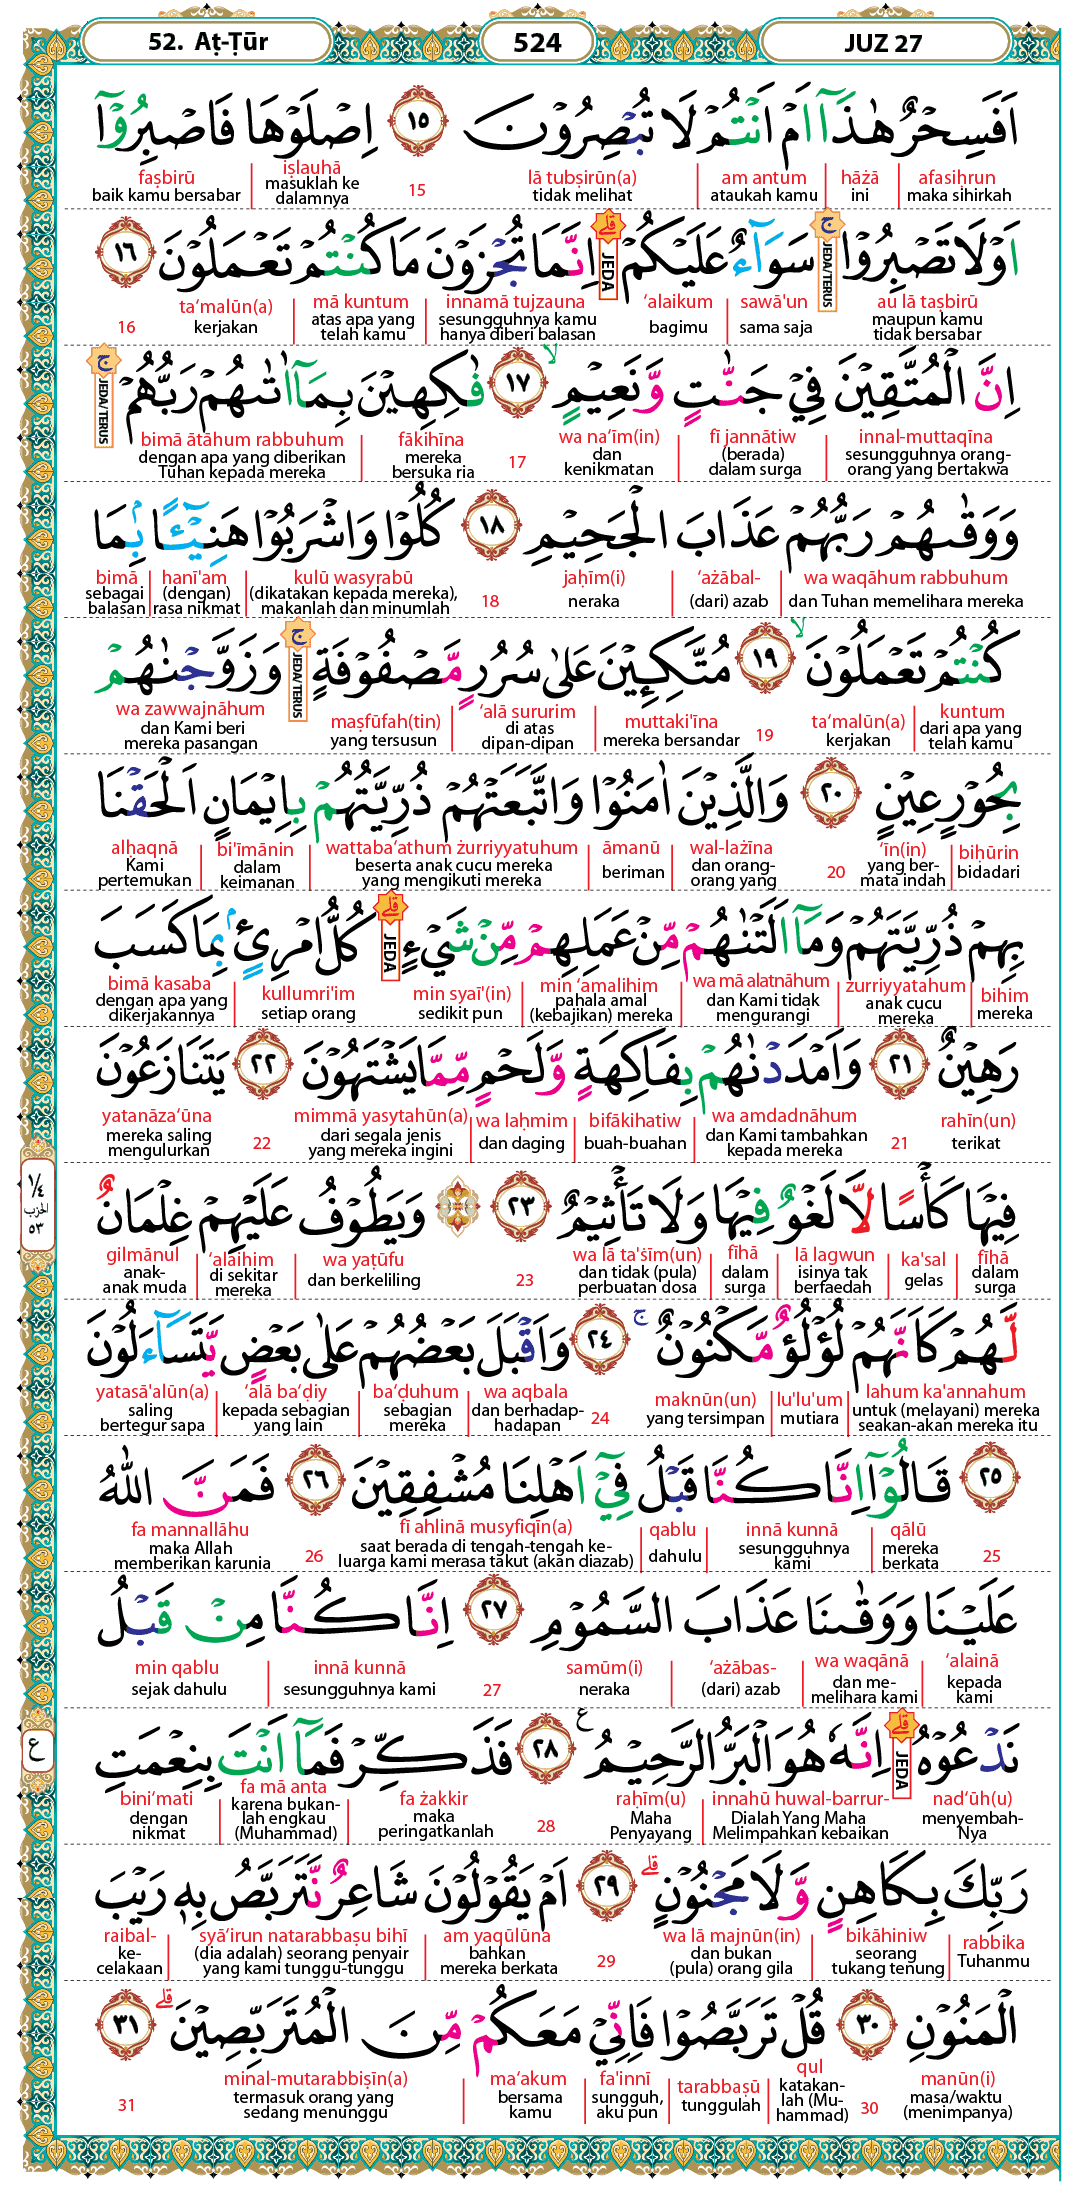 52. Aṭ-Ṭūr
524
JUZ 27
اَفَسِحْرٌ هٰذَآ اَمْ اَنْتُمْ لَا تُبْصِرُوْنَ ١٥ اِصْلَوْهَا فَاصْبِرُوْٓا
afasiḥrun hāżā am antum lā tubṣirūn(a) 15 iṣlauhā faṣbirū
maka sihirkah ini ataukah kamu tidak melihat masuklah ke dalamnya baik kamu bersabar
اَوْ لَا تَصْبِرُوْا ۚ سَوَآءٌ عَلَيْكُمْ ۗ اِنَّمَا تُجْزَوْنَ مَا كُنْتُمْ تَعْمَلُوْنَ ١٦
JEDA/TERUS JEDA
au lā taṣbirū sawā'un ‘alaikum innamā tujzauna mā kuntum ta‘malūn(a) 16
maupun kamu tidak bersabar sama saja bagimu sesungguhnya kamu hanya diberi balasan atas apa yang telah kamu kerjakan
اِنَّ الْمُتَّقِيْنَ فِيْ جَنّٰتٍ وَّنَعِيْمٍ ۙ ١٧ فٰكِهِيْنَ بِمَآ اٰتٰىهُمْ رَبُّهُمْ ۚ
JEDA/TERUS
innal-muttaqīna fī jannātiw wa na‘īm(in) 17 fākihīna bimā ātāhum rabbuhum
sesungguhnya orang-orang yang bertakwa (berada) dalam surga dan kenikmatan mereka bersuka ria dengan apa yang diberikan Tuhan kepada mereka
وَوَقٰىهُمْ رَبُّهُمْ عَذَابَ الْجَحِيْمِ ١٨ كُلُوْا وَاشْرَبُوْا هَنِيْۤـًٔا ۢبِمَا
wa waqāhum rabbuhum ‘ażābal- jaḥīm(i) 18 kulū wasyrabū hanī'am bimā
dan Tuhan memelihara mereka (dari) azab neraka (dikatakan kepada mereka), makanlah dan minumlah (dengan) rasa nikmat sebagai balasan
كُنْتُمْ تَعْمَلُوْنَ ۙ ١٩ مُتَّكِـِٕيْنَ عَلٰى سُرُرٍ مَّصْفُوْفَةٍ ۚ وَزَوَّجْنٰهُمْ
JEDA/TERUS
kuntum ta‘malūn(a) 19 muttaki'īna ‘alā sururim maṣfūfah(tin) wa zawwajnāhum
dari apa yang telah kamu kerjakan mereka bersandar di atas dipan-dipan yang tersusun dan Kami beri mereka pasangan
بِحُوْرٍ عِيْنٍ ٢٠ وَالَّذِيْنَ اٰمَنُوْا وَاتَّبَعَتْهُمْ ذُرِّيَّتُهُمْ بِاِيْمَانٍ اَلْحَقْنَا
biḥūrin ‘īn(in) 20 wal-lażīna āmanū wattaba‘athum żurriyyatuhum bi'īmānin alhaqnā
bidadari yang bermata indah dan orang-orang yang beriman beserta anak cucu mereka yang mengikuti mereka dalam keimanan Kami pertemukan
بِهِمْ ذُرِّيَّتَهُمْ وَمَآ اَلَتْنٰهُمْ مِّنْ عَمَلِهِمْ مِّنْ شَيْءٍ ۗ كُلُّ امْرِئٍ ۢبِمَا كَسَبَ
JEDA
bihim żurriyyatahum wa mā alatnāhum min ‘amalihim min syaī'(in) kullumri'im bimā kasaba
mereka anak cucu mereka dan Kami tidak mengurangi pahala amal (kebajikan) mereka sedikit pun setiap orang dengan apa yang dikerjakannya
رَهِيْنٌ ٢١ وَاَمْدَدْنٰهُمْ بِفَاكِهَةٍ وَّلَحْمٍ مِّمَّا يَشْتَهُوْنَ ٢٢ يَتَنَازَعُوْنَ
rahīn(un) 21 wa amdadnāhum bifākihatiw wa laḥmim mimmā yasytahūn(a) 22 yatanāza‘ūna
terikat dan Kami tambahkan kepada mereka buah-buahan dan daging dari segala jenis yang mereka ingini mereka saling mengulurkan
١/٤ الحزب ٥٣
فِيْهَا كَأْسًا لَّا لَغْوٌ فِيْهَا وَلَا تَأْثِيْمٌ ٢٣ وَيَطُوْفُ عَلَيْهِمْ غِلْمَانٌ
fīhā ka'sal lā lagwun fīhā wa lā ta'ṡīm(un) 23 wa yaṭūfu ‘alaihim gilmānul
dalam surga gelas isinya tak berfaedah dalam surga dan tidak (pula) perbuatan dosa dan berkeliling di sekitar mereka anak-anak muda
لَّهُمْ كَاَنَّهُمْ لُؤْلُؤٌ مَّكْنُوْنٌ ۚ ٢٤ وَاَقْبَلَ بَعْضُهُمْ عَلٰى بَعْضٍ يَّتَسَآءَلُوْنَ
lahum ka'annahum lu'lu'um maknūn(un) 24 wa aqbala ba‘ḍuhum ‘alā ba‘ḍiy yatasā'alūn(a)
untuk (melayani) mereka seakan-akan mereka itu mutiara yang tersimpan dan berhadap-hadapan sebagian mereka kepada sebagian yang lain saling bertegur sapa
٢٥ قَالُوْٓا اِنَّا كُنَّا قَبْلُ فِيْٓ اَهْلِنَا مُشْفِقِيْنَ ٢٦ فَمَنَّ اللّٰهُ
25 qālū innā kunnā qablu fī ahlinā musyfiqīn(a) 26 fa mannallāhu
mereka berkata sesungguhnya kami dahulu saat berada di tengah-tengah keluarga kami merasa takut (akan diazab) maka Allah memberikan karunia
عَلَيْنَا وَوَقٰىنَا عَذَابَ السَّمُوْمِ ٢٧ اِنَّا كُنَّا مِنْ قَبْلُ
‘alainā wa waqānā ‘ażābas- samūm(i) 27 innā kunnā min qablu
kepada kami dan memelihara kami (dari) azab neraka sesungguhnya kami sejak dahulu
ع
نَدْعُوْهُ ۗ اِنَّهٗ هُوَ الْبَرُّ الرَّحِيْمُ ࣖ ٢٨ فَذَكِّرْ فَمَآ اَنْتَ بِنِعْمَتِ
JEDA
nad‘ūh(u) innahū huwal-barrur- raḥīm(u) 28 fa żakkir fa mā anta bini‘mati
menyembah-Nya Dialah Yang Maha Melimpahkan kebaikan Maha Penyayang maka peringatkanlah karena bukanlah engkau (Muhammad) dengan nikmat
رَبِّكَ بِكَاهِنٍ وَّلَا مَجْنُوْنٍ ۗ ٢٩ اَمْ يَقُوْلُوْنَ شَاعِرٌ نَّتَرَبَّصُ بِهٖ رَيْبَ
rabbika bikāhiniw wa lā majnūn(in) 29 am yaqūlūna syā‘irun natarabbaṣu bihī raibal-
Tuhanmu seorang tukang tenung dan bukan (pula) orang gila bahkan mereka berkata (dia adalah) seorang penyair yang kami tunggu-tunggu kecelakaan
الْمَنُوْنِ ٣٠ قُلْ تَرَبَّصُوْا فَاِنِّيْ مَعَكُمْ مِّنَ الْمُتَرَبِّصِيْنَ ۗ ٣١
manūn(i) 30 qul tarabbaṣū fa'innī ma‘akum minal-mutarabbiṣīn(a) 31
masa/waktu (menimpanya) katakanlah (Muhammad) tunggulah sungguh, aku pun bersama kamu termasuk orang yang sedang menunggu